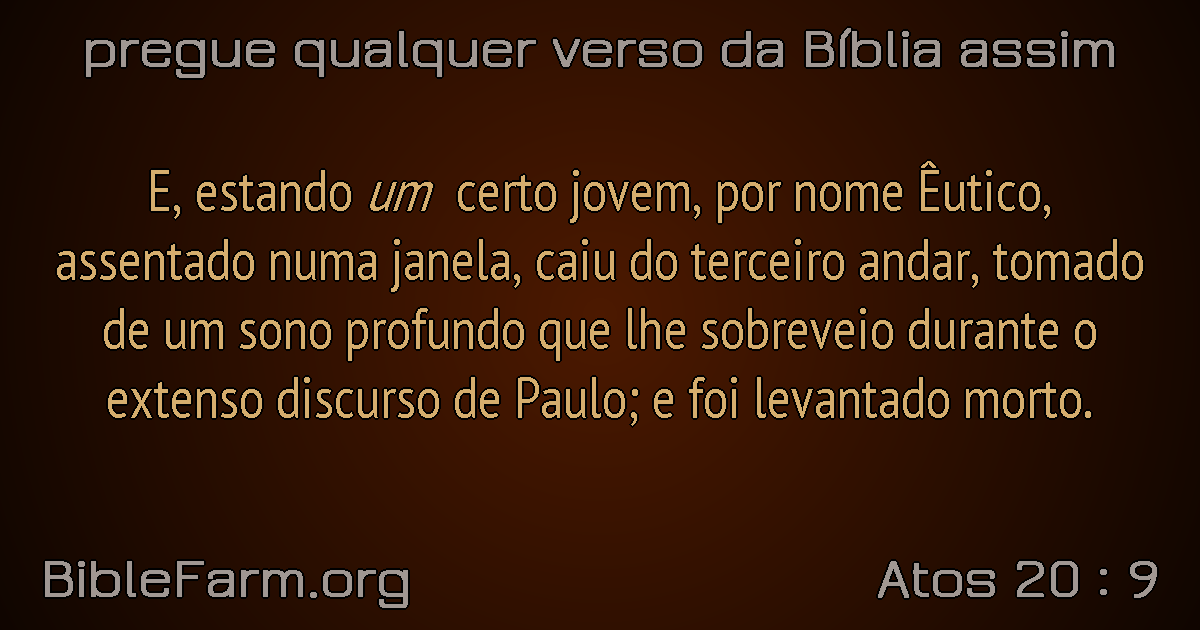 pregue qualquer verso da Bíblia assim
E, estando um certo jovem, por nome Êutico,
assentado numa janela, caiu do terceiro andar, tomado
de um sono profundo que lhe sobreveio durante o
extenso discurso de Paulo; e foi levantado morto.
BibleFarm.org
Atos 20 : 9